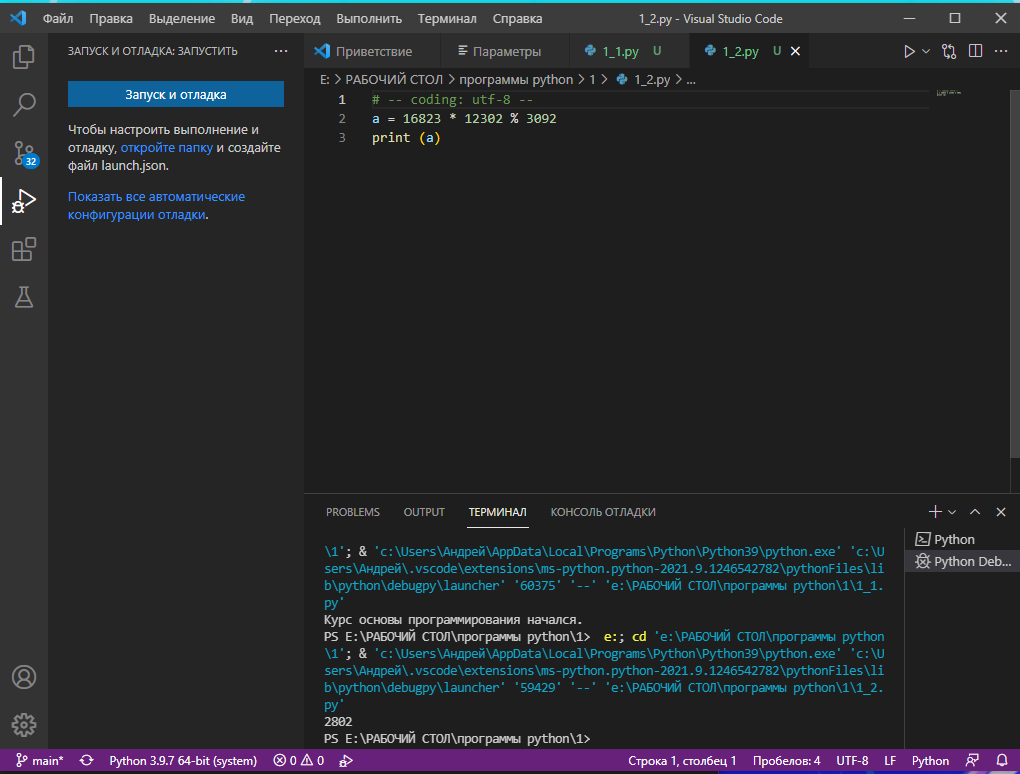 Файл Правка Выделение Вид Переход Выполнить Терминал Справка 1_2.py - Visual Studio Code
ЗАПУСК И ОТЛАДКА: ЗАПУСТИТЬ ...
Запуск и отладка
Чтобы настроить выполнение и
отладку, откройте папку и создайте
файл launch.json.
Показать все автоматические
конфигурации отладки.
32
Приветствие Параметры 1_1.py U 1_2.py U
E: > РАБОЧИЙ СТОЛ > программы python > 1 > 1_2.py > ...
1 # -- coding: utf-8 --
2 a = 16823 * 12302 % 3092
3 print (a)
PROBLEMS OUTPUT ТЕРМИНАЛ КОНСОЛЬ ОТЛАДКИ
\1'; & 'c:\Users\Андрей\AppData\Local\Programs\Python\Python39\python.exe' 'c:\U
sers\Андрей\.vscode\extensions\ms-python.python-2021.9.1246542782\pythonFiles\li
b\python\debugpy\launcher' '60375' '--' 'e:\РАБОЧИЙ СТОЛ\программы python\1\1_1.
py'
Курс основы программирования начался.
PS E:\РАБОЧИЙ СТОЛ\программы python\1> e:; cd 'e:\РАБОЧИЙ СТОЛ\программы python
\1'; & 'c:\Users\Андрей\AppData\Local\Programs\Python\Python39\python.exe' 'c:\U
sers\Андрей\.vscode\extensions\ms-python.python-2021.9.1246542782\pythonFiles\li
b\python\debugpy\launcher' '59429' '--' 'e:\РАБОЧИЙ СТОЛ\программы python\1\1_2.
py'
2802
PS E:\РАБОЧИЙ СТОЛ\программы python\1>
Python
Python Deb...
main* Python 3.9.7 64-bit (system) 0 0 Строка 1, столбец 1 Пробелов: 4 UTF-8 LF Python